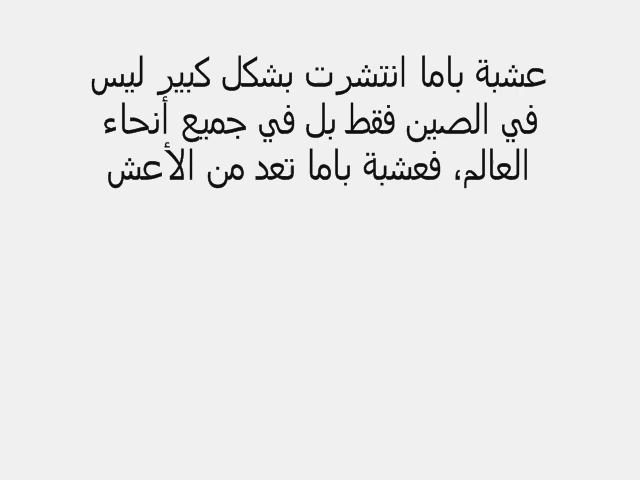 عشبة باما انتشرت بشكل كبير ليس
في الصين فقط بل في جميع أنحاء
العالم، فعشبة باما تعد من الأعش